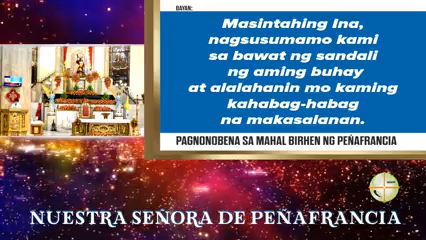 BAYAN:
Masintahing Ina,
nagsusumamo kami
sa bawat ng sandali
ng aming buhay
at alalahanin mo kaming
kahabag-habag
na makasalanan.
PAGNONOBENA SA MAHAL BIRHEN NG PEÑAFRANCIA
NUESTRA SEÑORA DE PEÑAFRANCIA